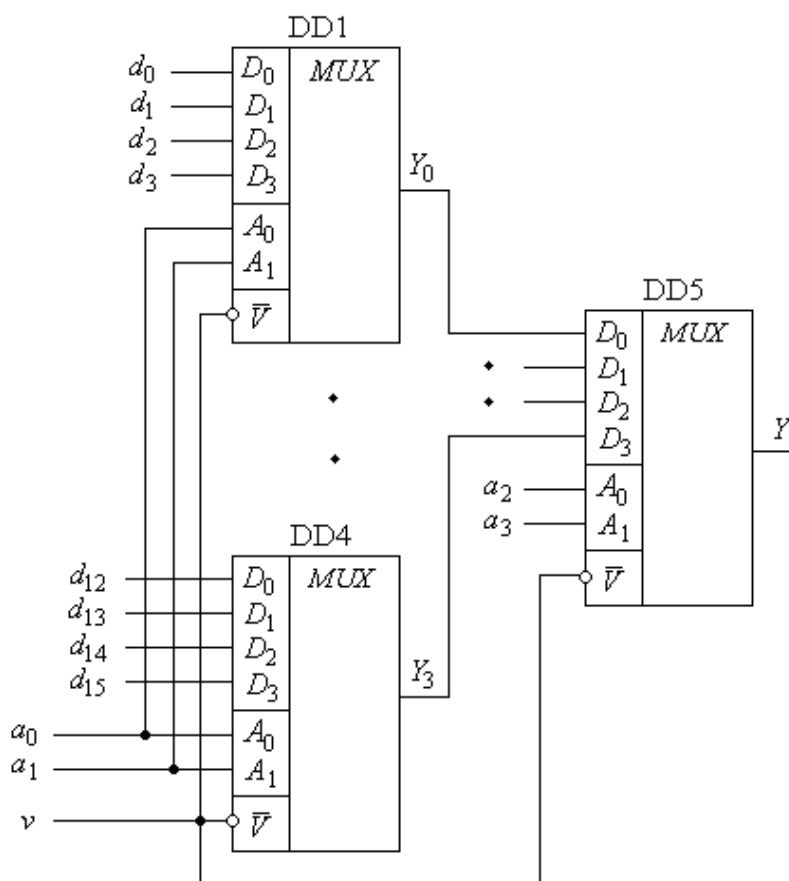 DD1
d₀ D₀ MUX
d₁ D₁
d₂ D₂
d₃ D₃ Y₀
A₀
A₁
V̅
DD5
D₀ MUX
D₁
D₂
D₃ Y
a₂ A₀
a₃ A₁
V̅
DD4
d₁₂ D₀ MUX
d₁₃ D₁
d₁₄ D₂
d₁₅ D₃ Y₃
a₀ A₀
a₁ A₁
v V̅